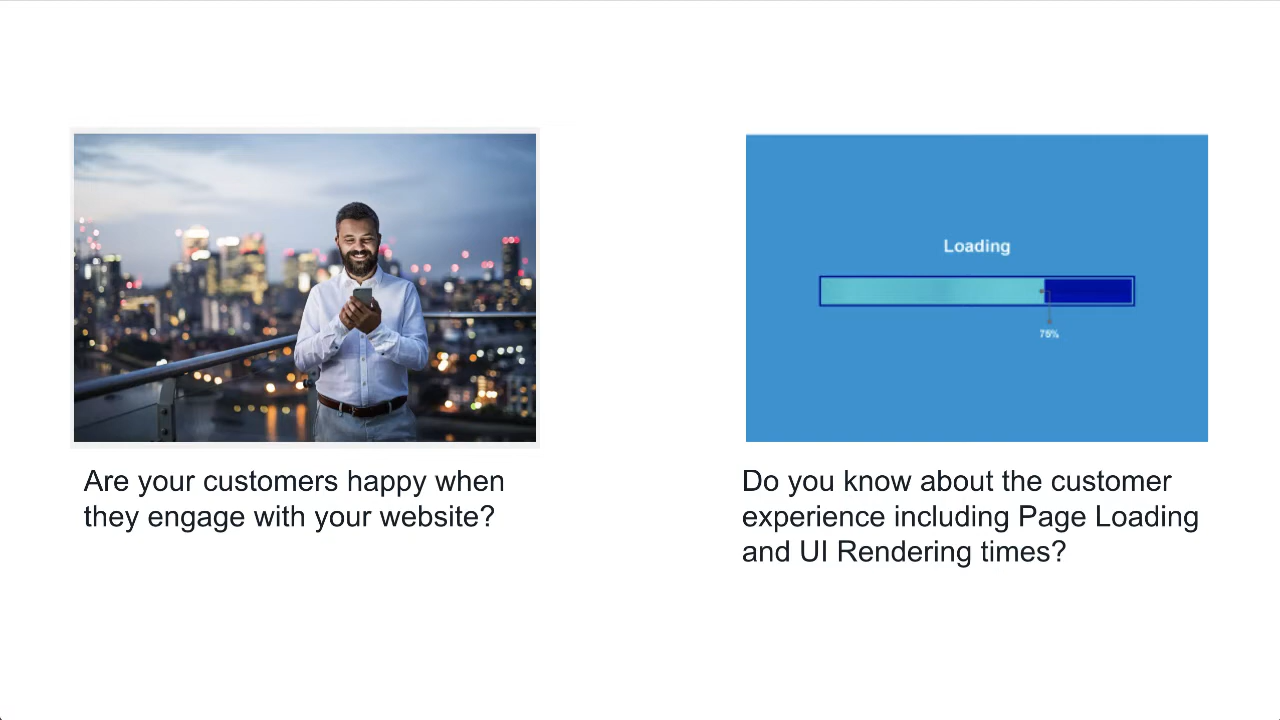 Loading
75%
Are your customers happy when
they engage with your website?
Do you know about the customer
experience including Page Loading
and UI Rendering times?